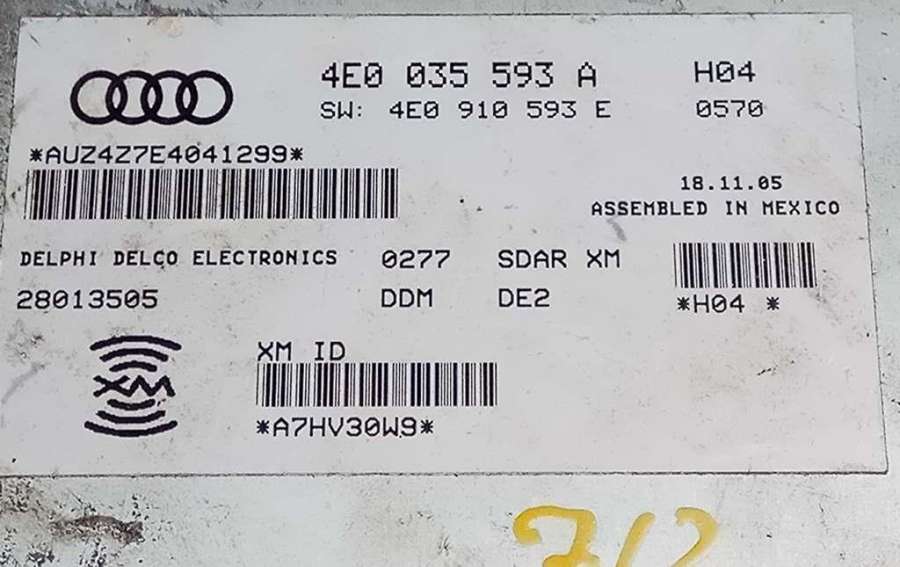 4E0 035 593 A H04
SW: 4E0 910 593 E 0570
*AUZ4Z7E4041299*
18.11.05
ASSEMBLED IN MEXICO
DELPHI DELCO ELECTRONICS 0277 SDAR XM
28013505 DDM DE2
*H04 *
XM ID
XM
*A7HV30W9*